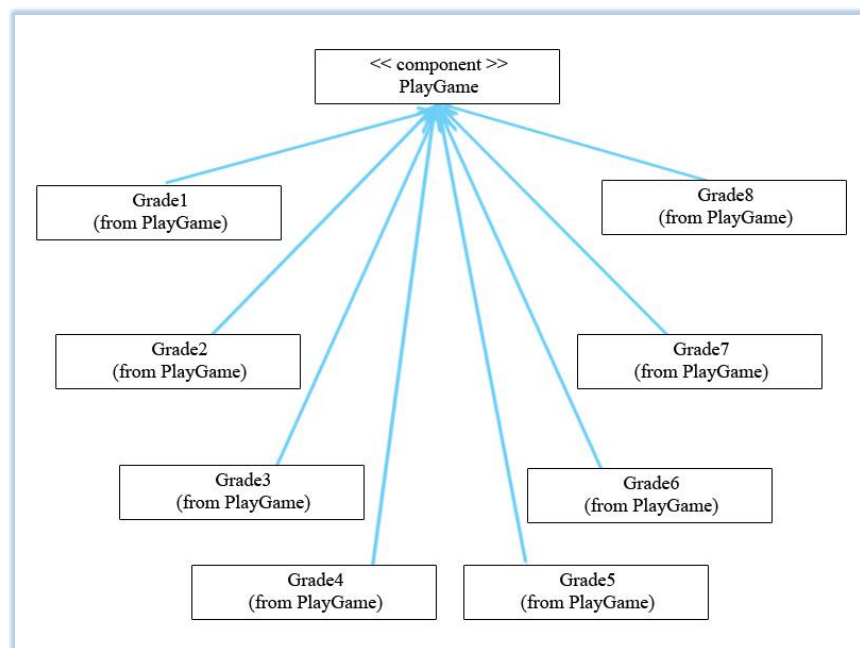 << component >>
PlayGame
Grade1
(from PlayGame)
Grade8
(from PlayGame)
Grade2
(from PlayGame)
Grade7
(from PlayGame)
Grade3
(from PlayGame)
Grade6
(from PlayGame)
Grade4
(from PlayGame)
Grade5
(from PlayGame)